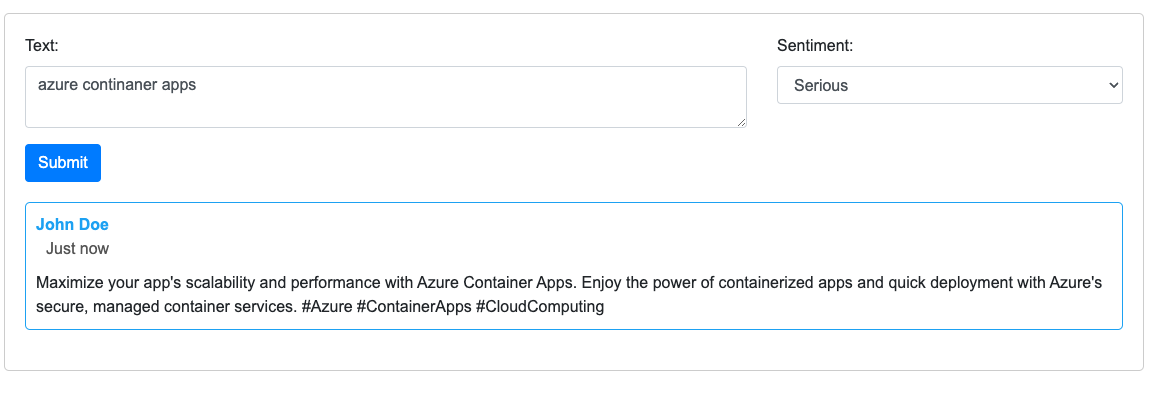 Text:
Sentiment:
azure continaner apps
Serious
Submit
John Doe
Just now
Maximize your app's scalability and performance with Azure Container Apps. Enjoy the power of containerized apps and quick deployment with Azure's
secure, managed container services. #Azure #ContainerApps #CloudComputing